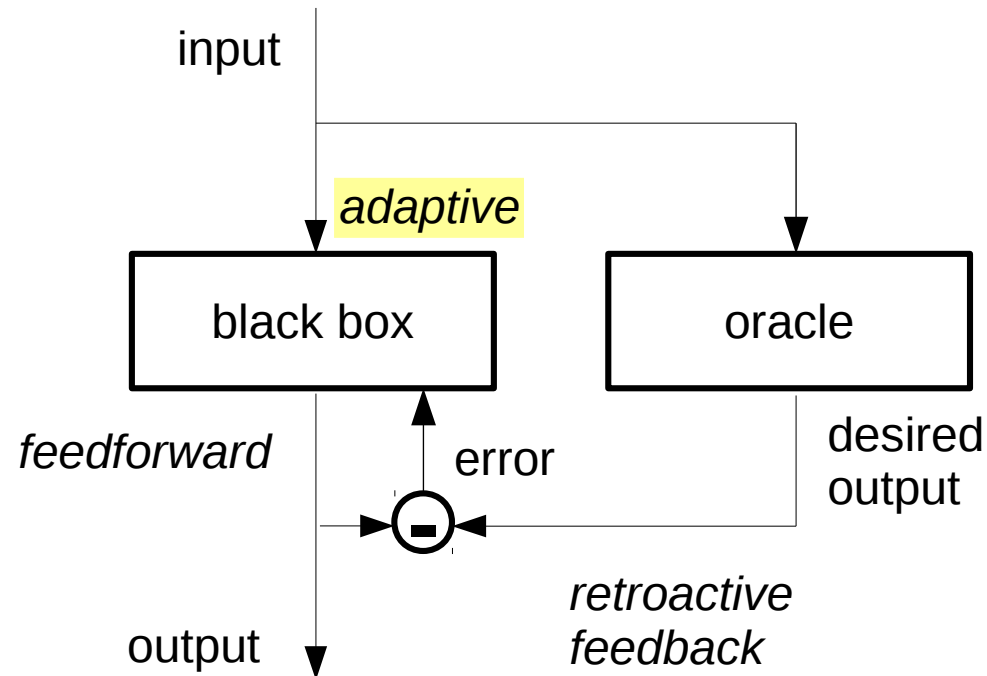 input
adaptive
black box
oracle
feedforward
error
desired
output
-
retroactive
feedback
output